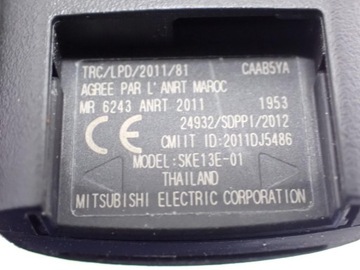 TRC/LPD/2011/81 CAAB5YA
AGREE PAR L'ANRT MAROC
MR 6243 ANRT 2011 1953
CE 24932/SDPPI/2012
CMIIT ID:2011DJ5486
MODEL:SKE13E-01
THAILAND
MITSUBISHI ELECTRIC CORPORATION